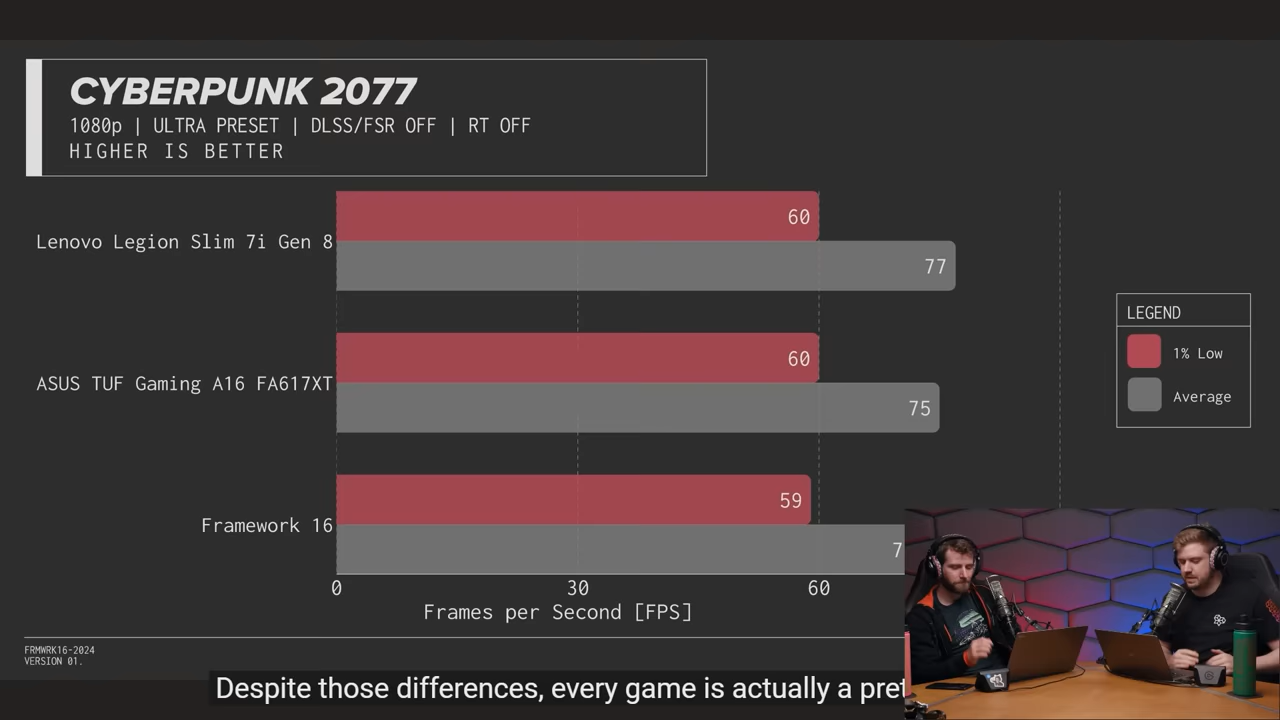 CYBERPUNK 2077
1080p | ULTRA PRESET | DLSS/FSR OFF | RT OFF
HIGHER IS BETTER
Lenovo Legion Slim 7i Gen 8
60
77
ASUS TUF Gaming A16 FA617XT
60
75
Framework 16
59
7
0
30
60
Frames per Second [FPS]
LEGEND
1% Low
Average
FRMWRK16-2024
VERSION 01.
Despite those differences, every game is actually a pret